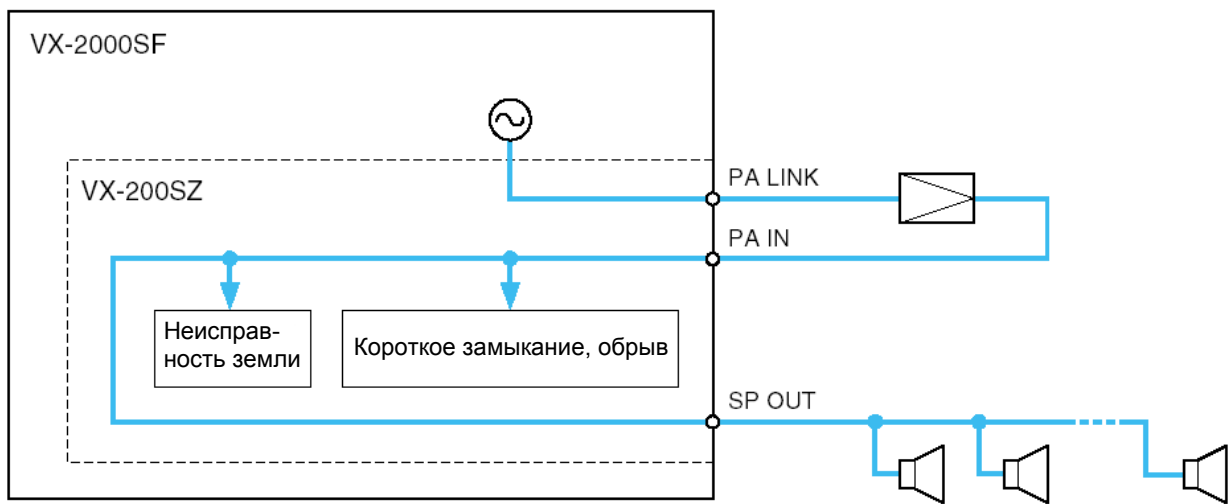 VX-2000SF
VX-200SZ
PA LINK
PA IN
Неисправ-
ность земли
Короткое замыкание, обрыв
SP OUT